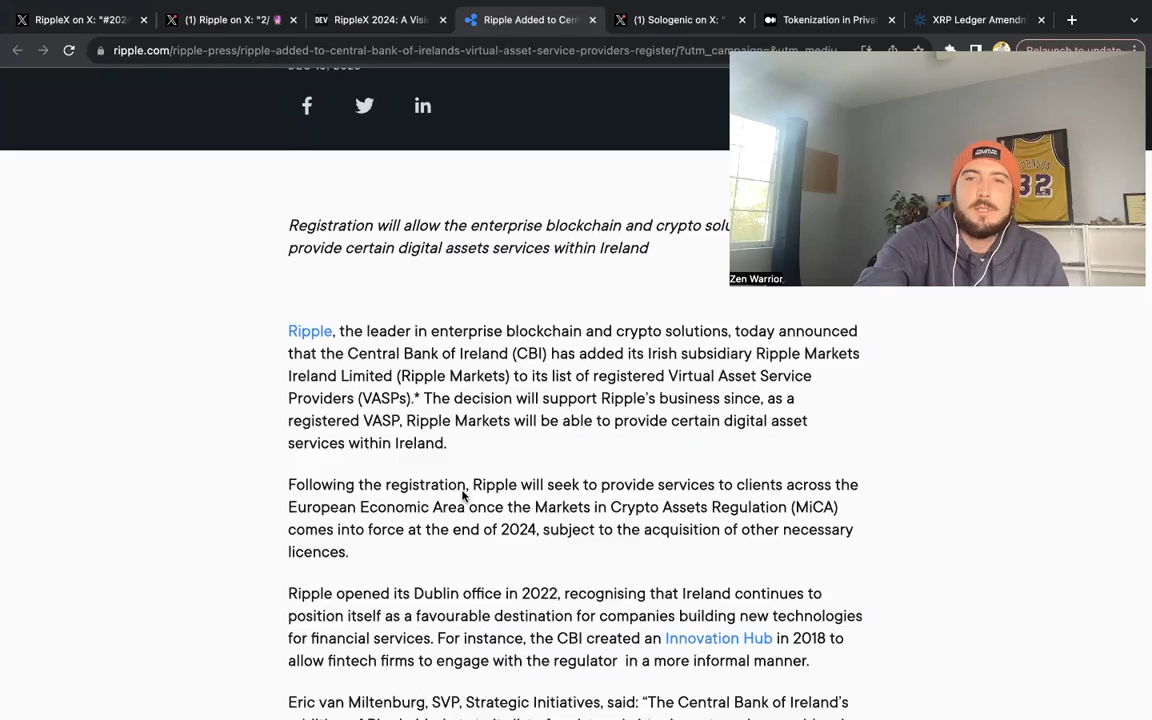 RippleX on X: "#2024
(1) Ripple on X: "2/
DEV
RippleX 2024: A Visi
Ripple Added to Cen
(1) Sologenic on X: "
Tokenization in Priva
XRP Ledger Amendm
ripple.com/ripple-press/ripple-added-to-central-bank-of-irelands-virtual-asset-service-providers-register/?utm_campaign=&utm_mediu
Relaunch to update
f
in
32
Zen Warrior
Registration will allow the enterprise blockchain and crypto solu
provide certain digital assets services within Ireland
Ripple, the leader in enterprise blockchain and crypto solutions, today announced
that the Central Bank of Ireland (CBI) has added its Irish subsidiary Ripple Markets
Ireland Limited (Ripple Markets) to its list of registered Virtual Asset Service
Providers (VASPs).* The decision will support Ripple's business since, as a
registered VASP, Ripple Markets will be able to provide certain digital asset
services within Ireland.
Following the registration, Ripple will seek to provide services to clients across the
European Economic Area once the Markets in Crypto Assets Regulation (MiCA)
comes into force at the end of 2024, subject to the acquisition of other necessary
licences.
Ripple opened its Dublin office in 2022, recognising that Ireland continues to
position itself as a favourable destination for companies building new technologies
for financial services. For instance, the CBI created an Innovation Hub in 2018 to
allow fintech firms to engage with the regulator in a more informal manner.
Eric van Miltenburg, SVP, Strategic Initiatives, said: "The Central Bank of Ireland's